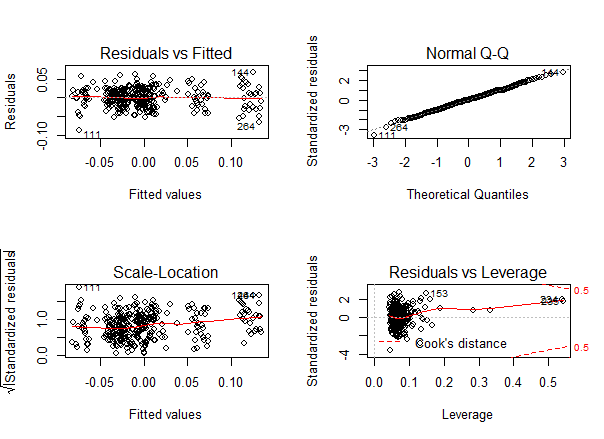 Residuals vs Fitted
Residuals
0.05
-0.10
144
111
264
-0.05 0.00 0.05 0.10
Fitted values
Normal Q-Q
Standardized residuals
2
0
-3
144
264
111
-3 -2 -1 0 1 2 3
Theoretical Quantiles
Scale-Location
√|Standardized residuals|
1.0
0.0
111
264
-0.05 0.00 0.05 0.10
Fitted values
Residuals vs Leverage
Standardized residuals
2
0
-4
153
234
0.5
0.5
Cook's distance
0.0 0.1 0.2 0.3 0.4 0.5
Leverage